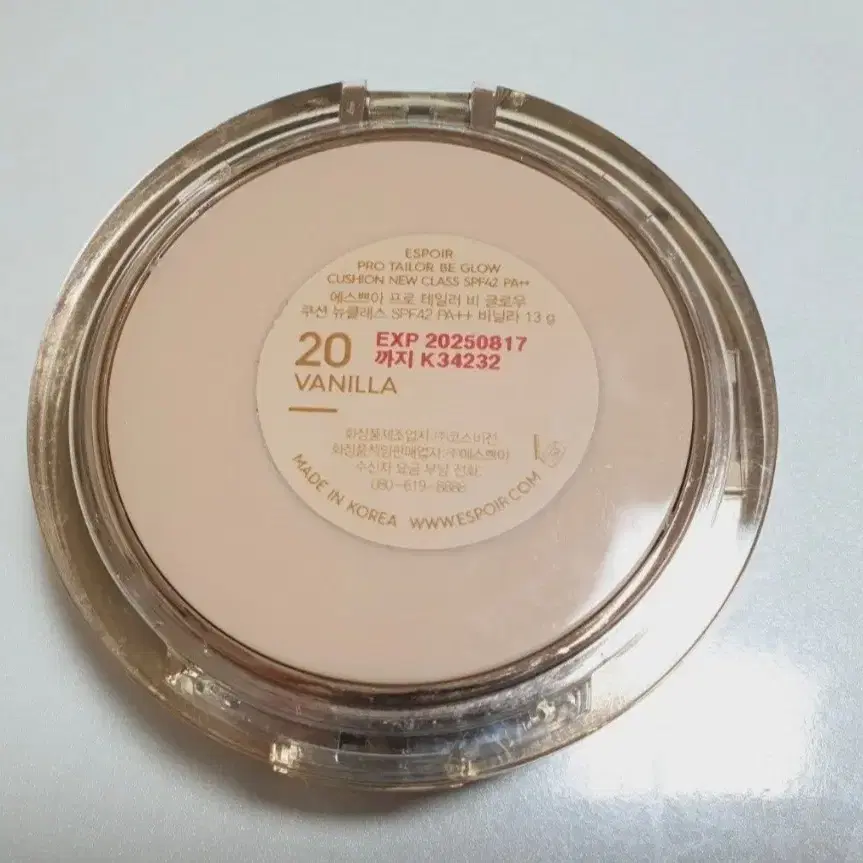 ESPOIR
PRO TAILOR BE GLOW
CUSHION NEW CLASS SPF42 PA++
에스쁘아 프로 테일러 비 글로우
쿠션 뉴클래스 SPF42 PA++ 바닐라 13 g
20
VANILLA
EXP 20250817
까지 K34232
화장품제조업자: ㈜코스비전
화장품책임판매업자: ㈜에스쁘아
수신자 요금 부담 전화:
080-619-8888
MADE IN KOREA WWW.ESPOIR.COM